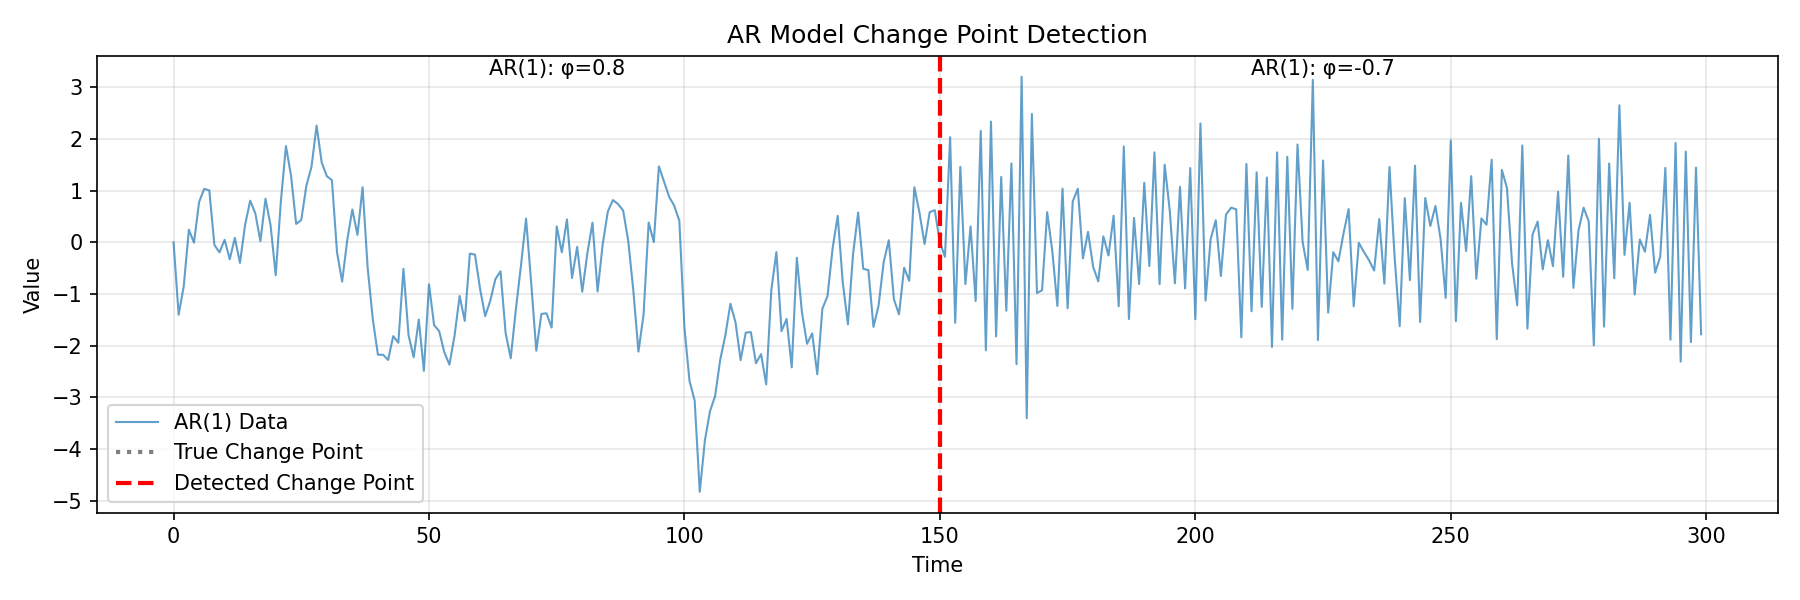 AR Model Change Point Detection
AR(1): φ=0.8
AR(1): φ=-0.7
Value
3
2
1
0
−1
−2
−3
−4
−5
AR(1) Data
True Change Point
Detected Change Point
0
50
100
150
200
250
300
Time